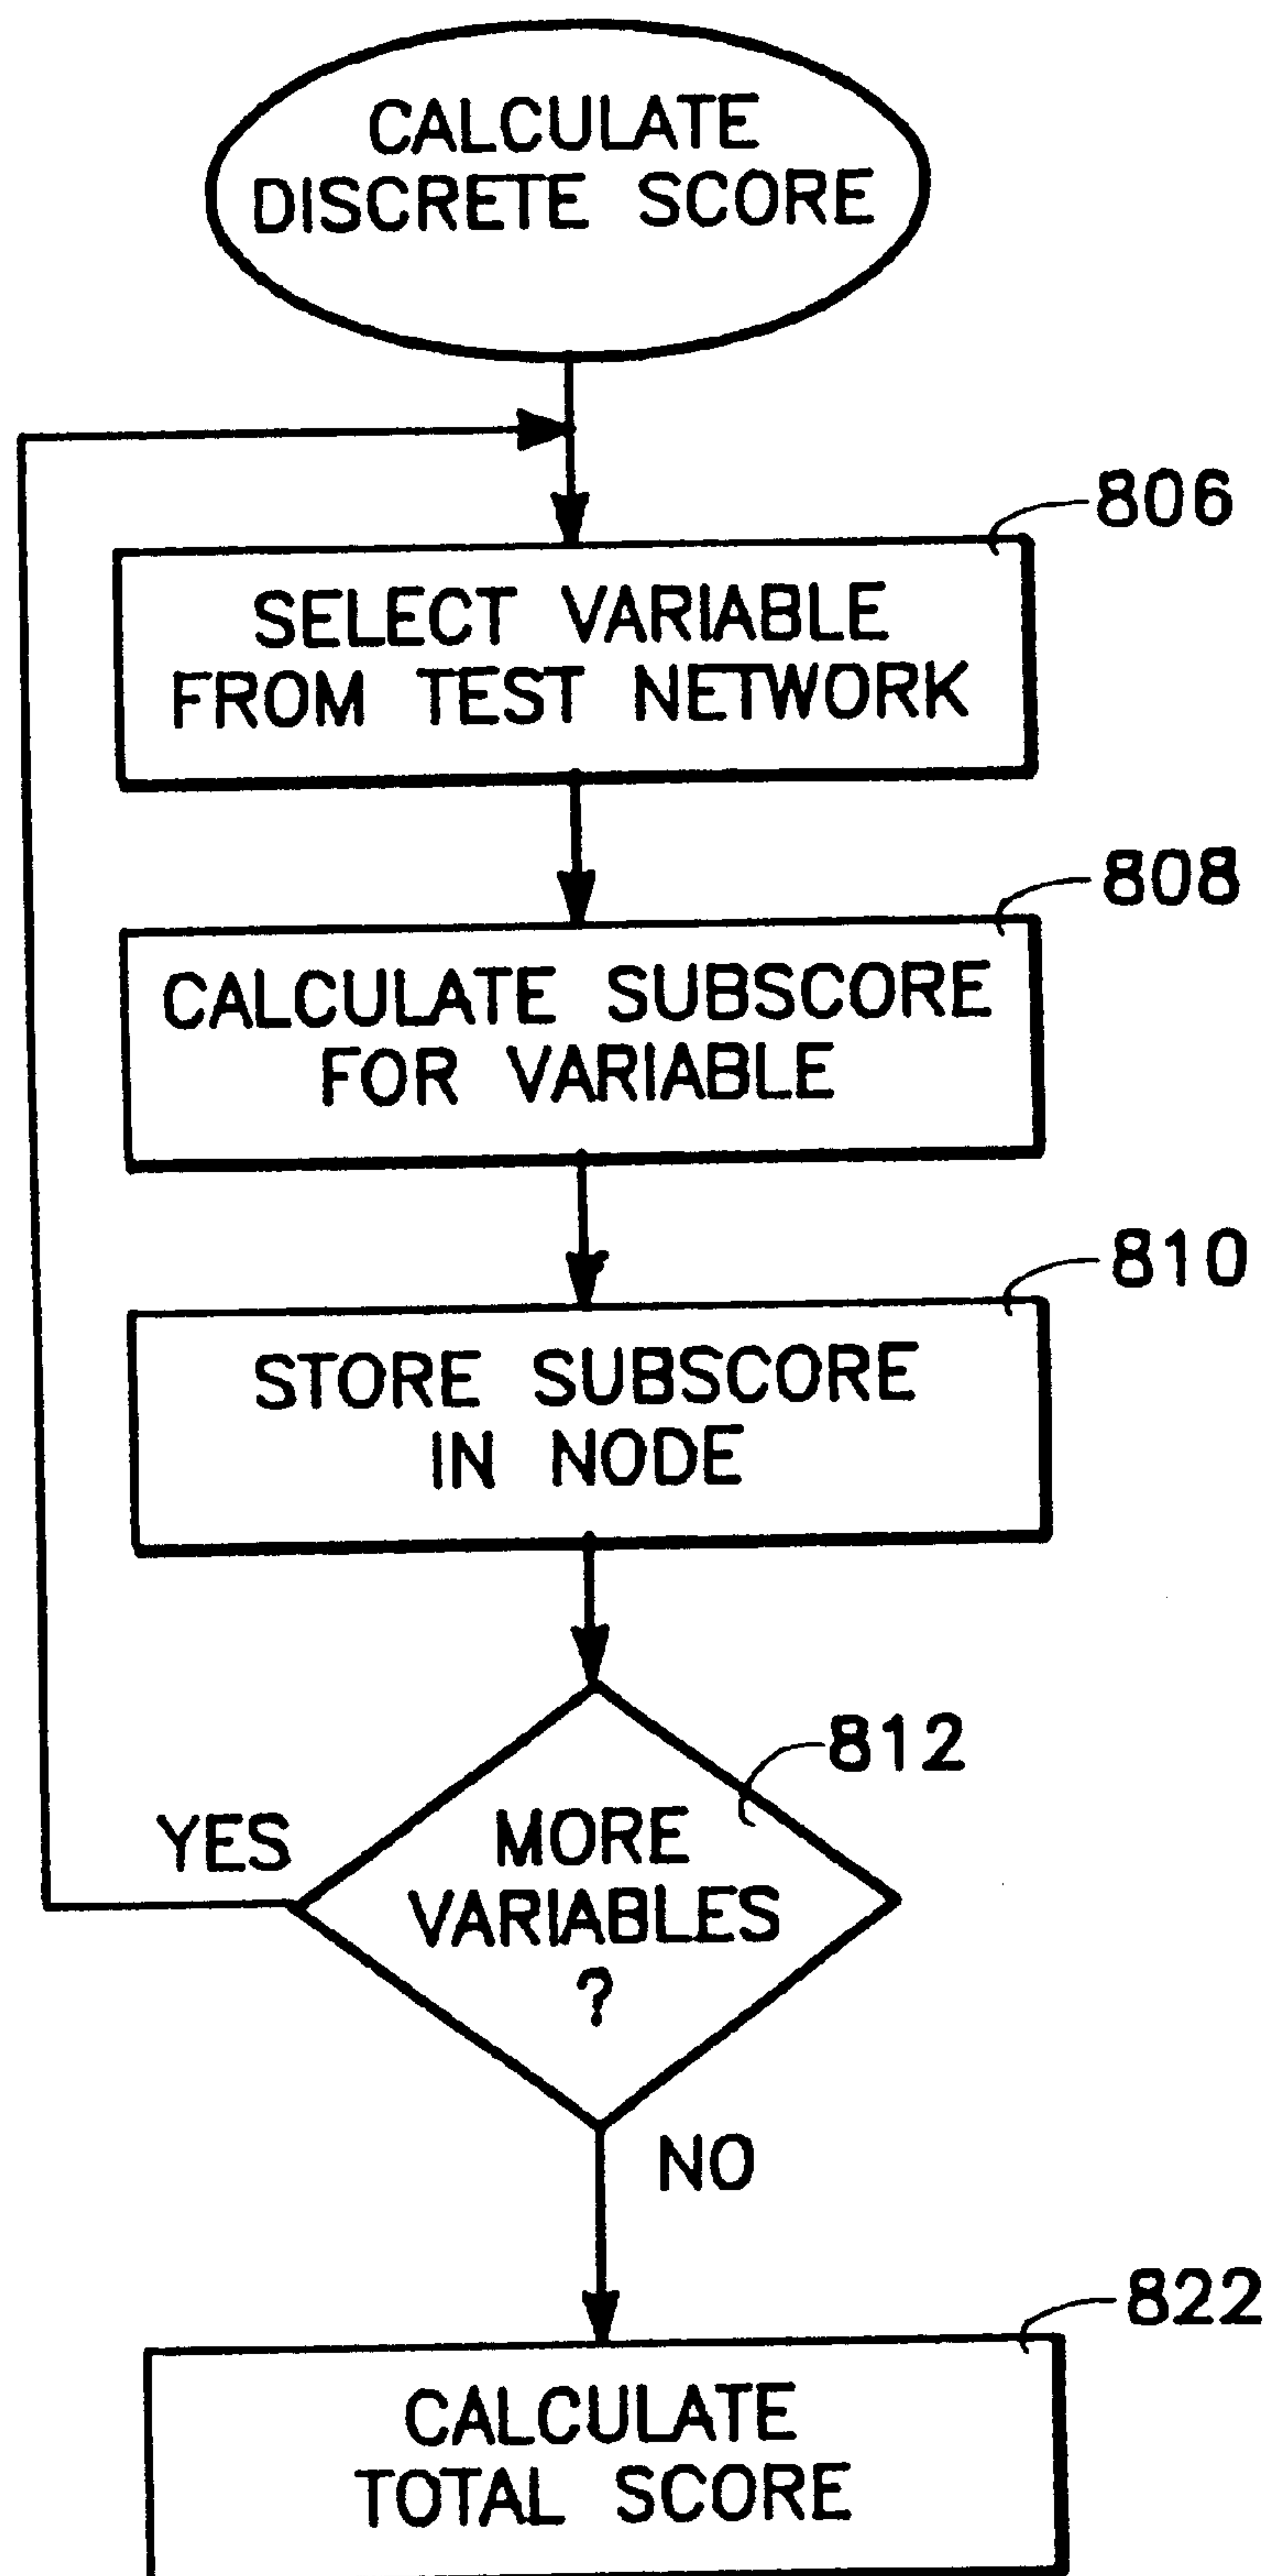 CALCULATE
DISCRETE SCORE
806
SELECT VARIABLE
FROM TEST NETWORK
808
CALCULATE SUBSCORE
FOR VARIABLE
810
STORE SUBSCORE
IN NODE
812
YES
MORE
VARIABLES
?
NO
822
CALCULATE
TOTAL SCORE